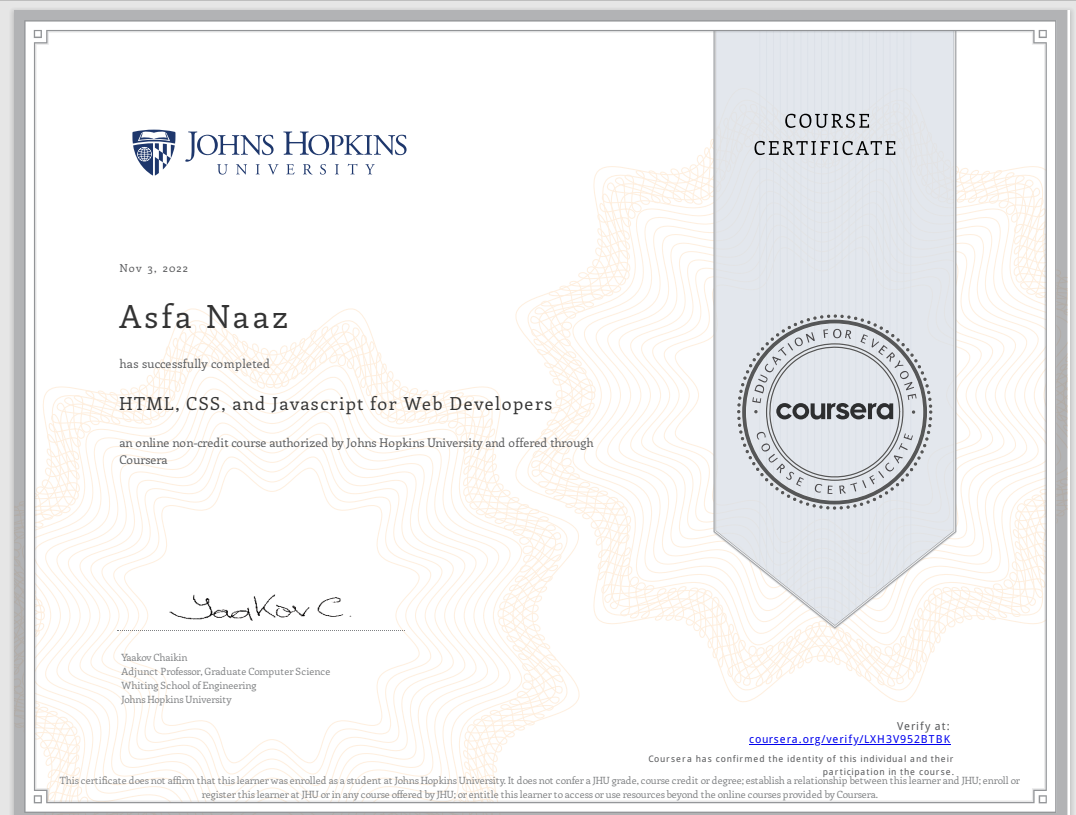 JOHNS HOPKINS
UNIVERSITY
COURSE
CERTIFICATE
Nov 3, 2022
Asfa Naaz
has successfully completed
HTML, CSS, and Javascript for Web Developers
an online non-credit course authorized by Johns Hopkins University and offered through
Coursera
EDUCATION FOR EVERYONE
coursera
COURSE CERTIFICATE
Yaakov C.
Yaakov Chaikin
Adjunct Professor, Graduate Computer Science
Whiting School of Engineering
Johns Hopkins University
Verify at:
coursera.org/verify/LXH3V952BTBK
Coursera has confirmed the identity of this individual and their
participation in the course.
This certificate does not affirm that this learner was enrolled as a student at Johns Hopkins University. It does not confer a JHU grade, course credit or degree; establish a relationship between this learner and JHU; enroll or
register this learner at JHU or in any course offered by JHU; or entitle this learner to access or use resources beyond the online courses provided by Coursera.